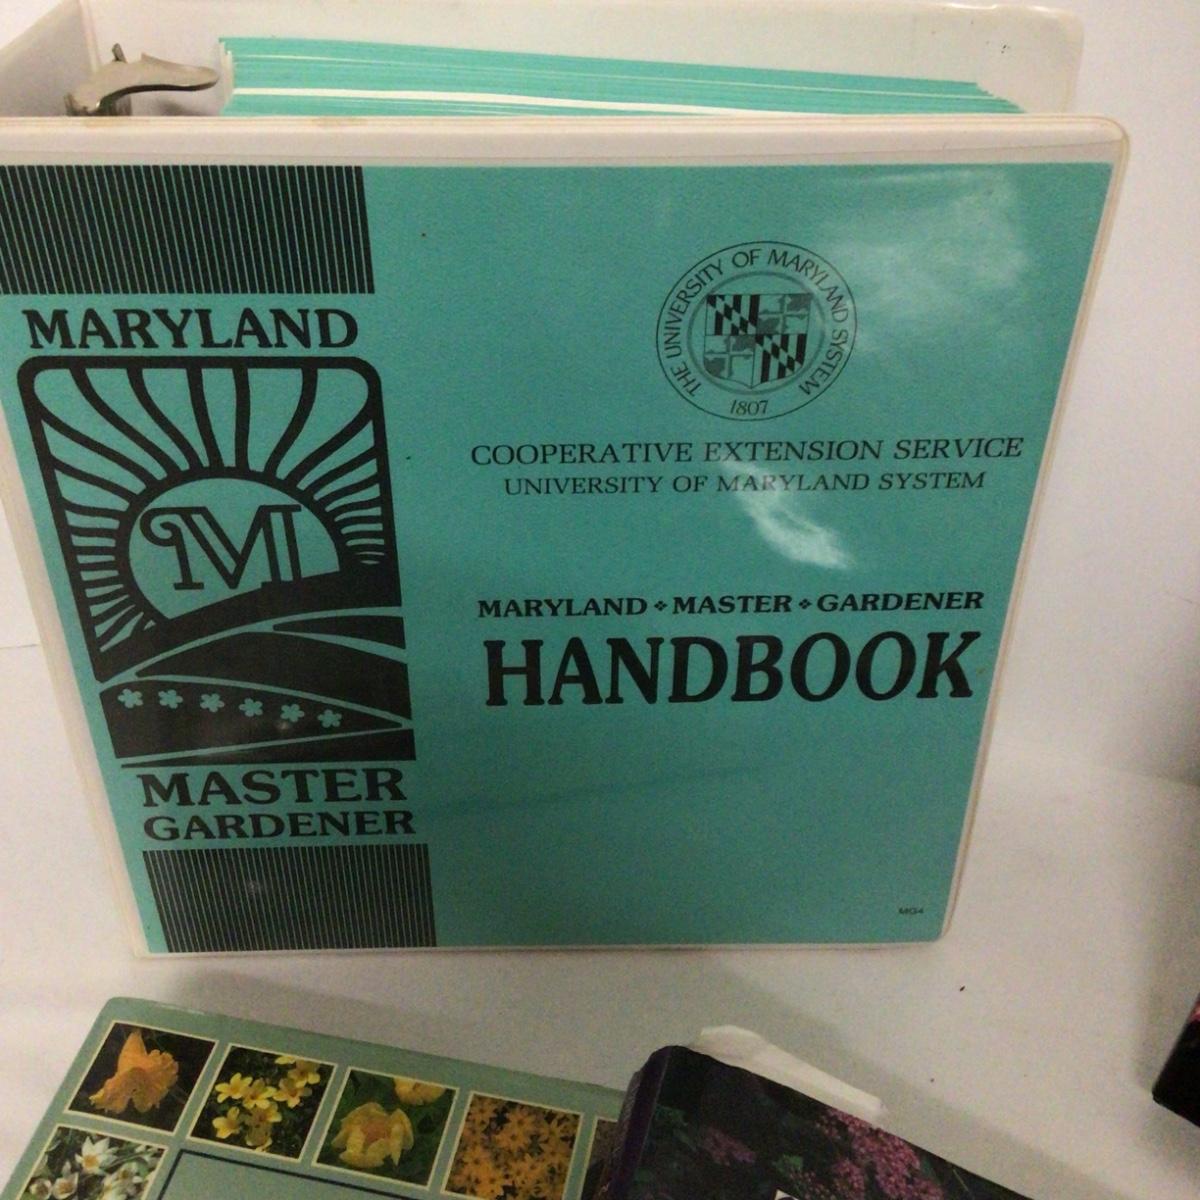 MARYLAND
M
MASTER
GARDENER
THE UNIVERSITY OF MARYLAND SYSTEM
1807
COOPERATIVE EXTENSION SERVICE
UNIVERSITY OF MARYLAND SYSTEM
MARYLAND ❖ MASTER ❖ GARDENER
HANDBOOK
MG4